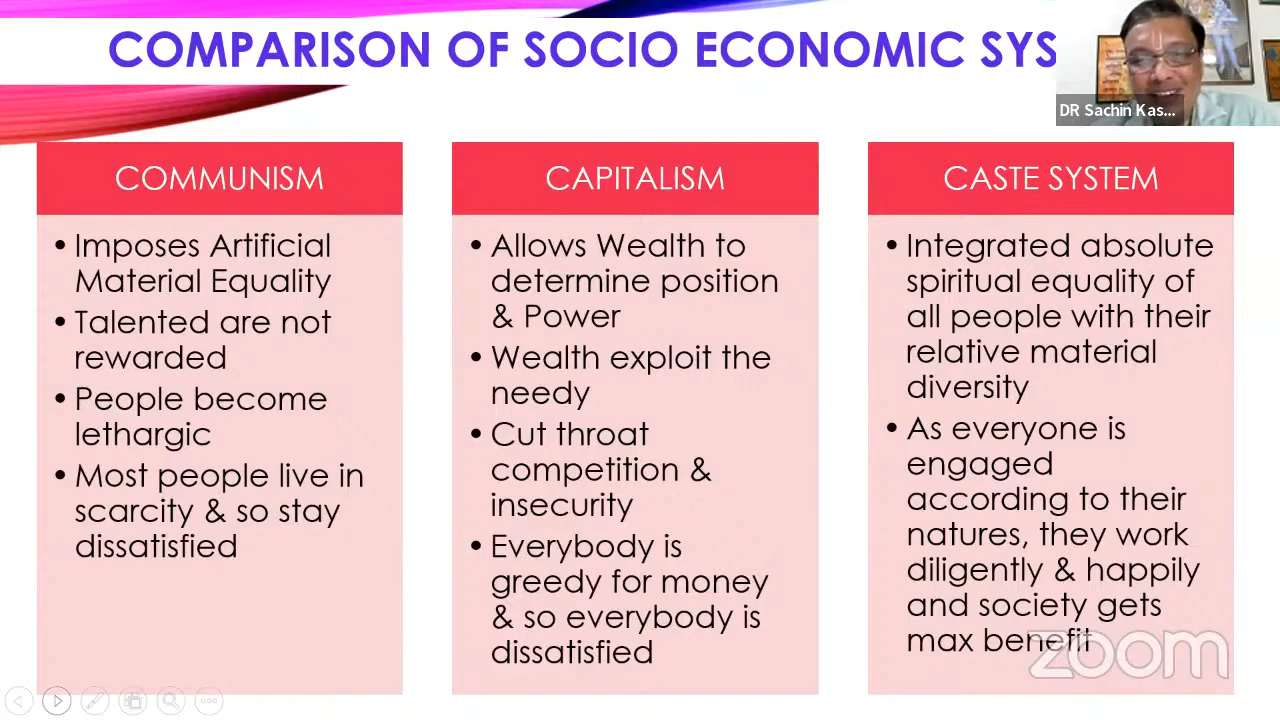 COMPARISON OF SOCIO ECONOMIC SYS
DR Sachin Kas...
COMMUNISM
• Imposes Artificial
Material Equality
• Talented are not
rewarded
• People become
lethargic
• Most people live in
scarcity & so stay
dissatisfied
CAPITALISM
• Allows Wealth to
determine position
& Power
• Wealth exploit the
needy
• Cut throat
competition &
insecurity
• Everybody is
greedy for money
& so everybody is
dissatisfied
CASTE SYSTEM
• Integrated absolute
spiritual equality of
all people with their
relative material
diversity
• As everyone is
engaged
according to their
natures, they work
diligently & happily
and society gets
max benefit
zoom